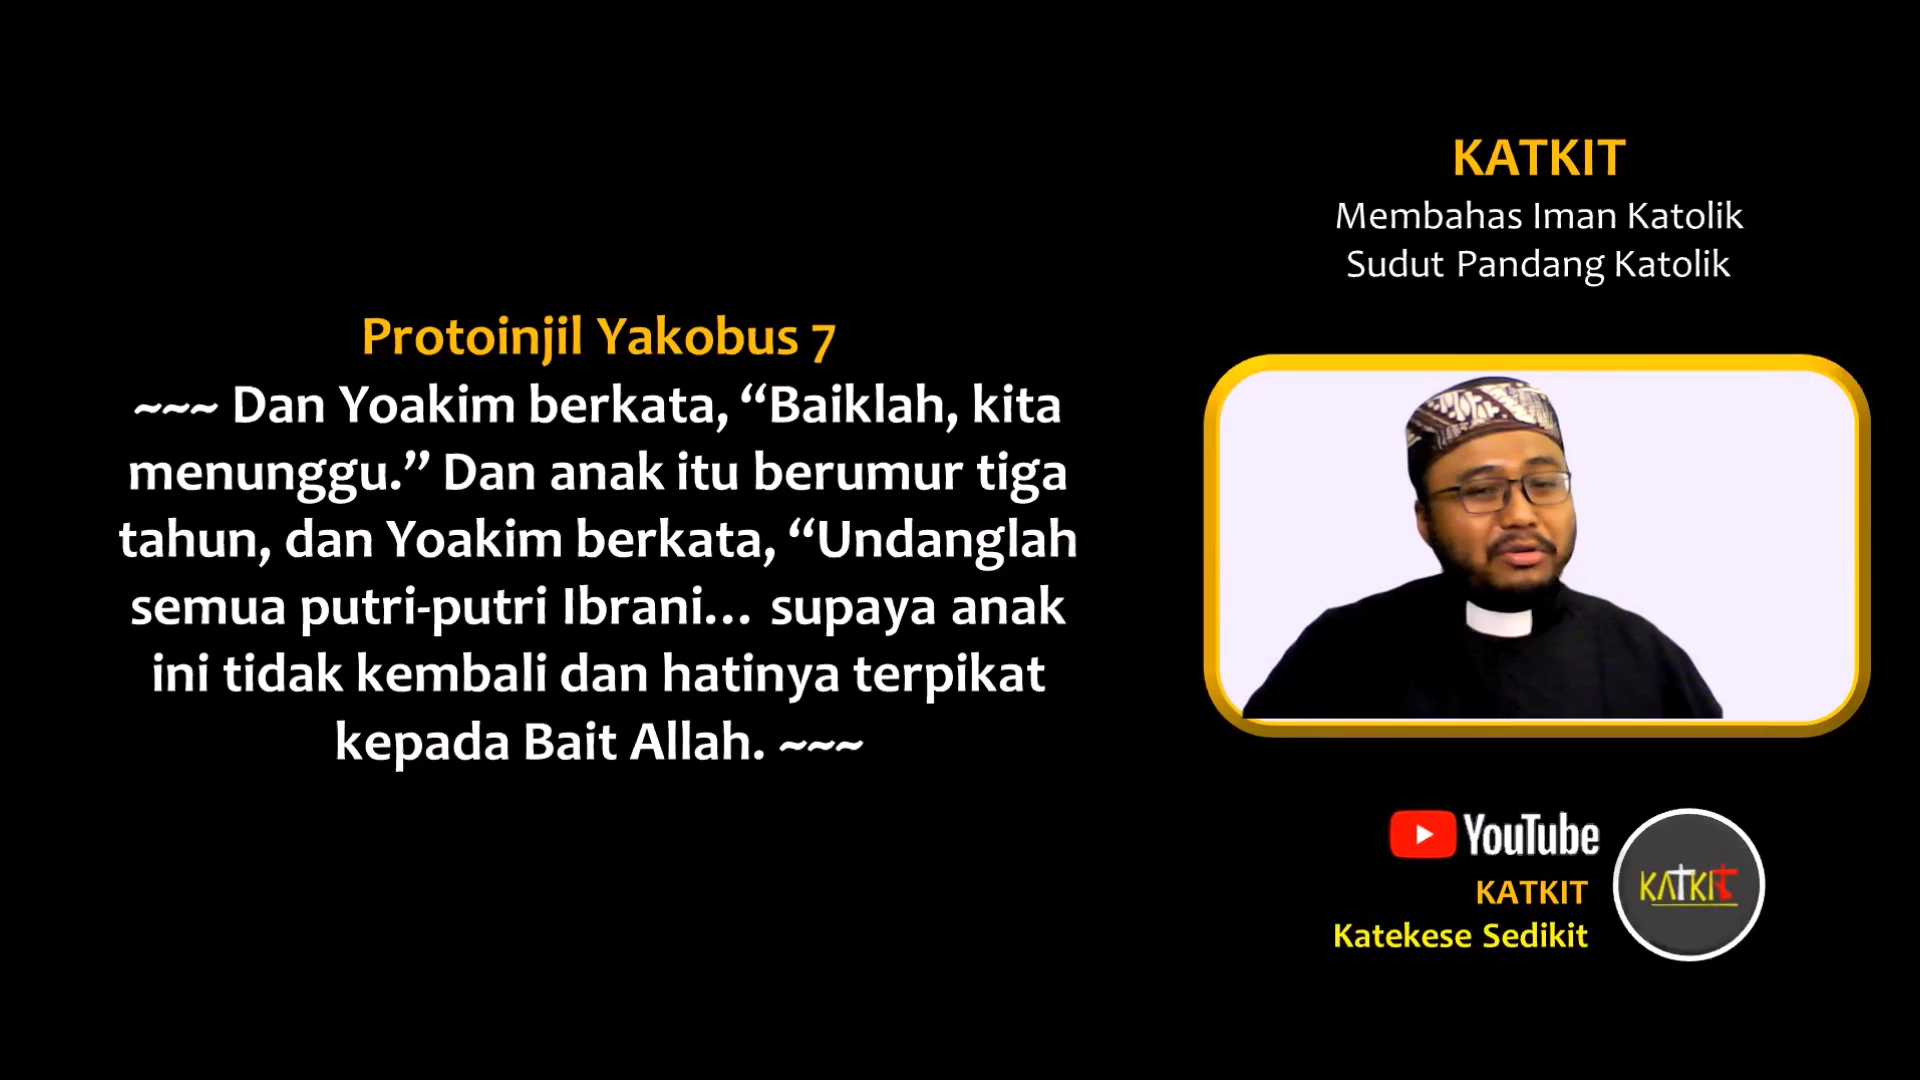 Protoinjil Yakobus 7
~~~ Dan Yoakim berkata, “Baiklah, kita
menunggu.” Dan anak itu berumur tiga
tahun, dan Yoakim berkata, “Undanglah
semua putri-putri Ibrani... supaya anak
ini tidak kembali dan hatinya terpikat
kepada Bait Allah. ~~~
KATKIT
Membahas Iman Katolik
Sudut Pandang Katolik
YouTube
KATKIT
Katekese Sedikit
KATKIT